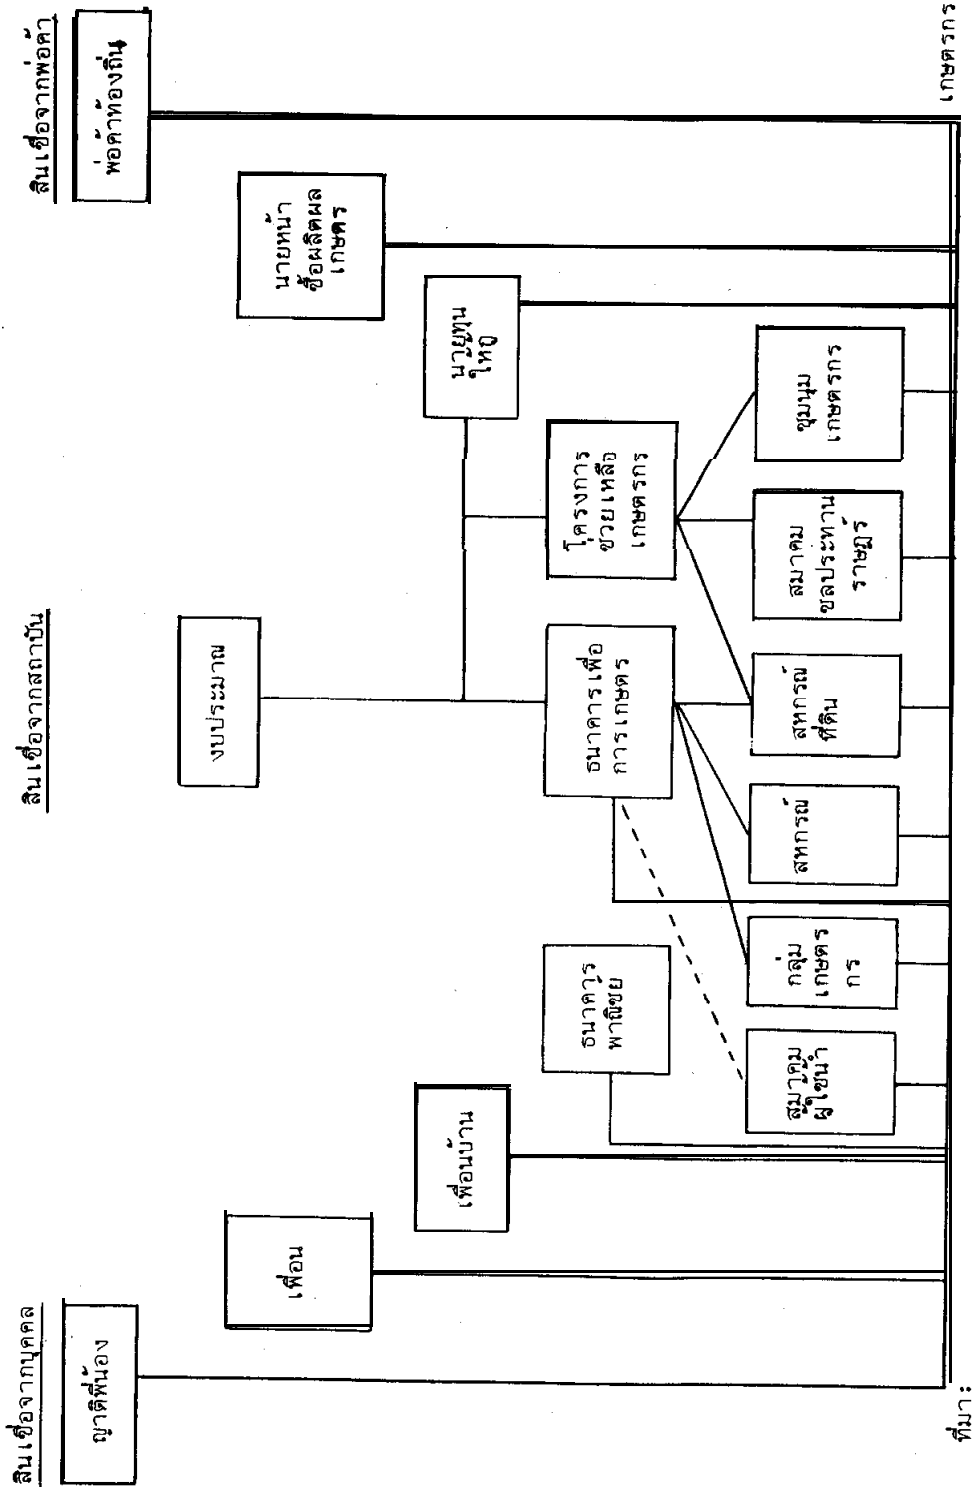 สินเชื่อจากบุคคล
สินเชื่อจากสถาบัน
สินเชื่อจากพ่อค้า
ญาติพี่น้อง
พ่อค้าท้องถิ่น
งบประมาณ
เพื่อน
นายหน้า
ซื้อผลิตผล
เกษตร
เพื่อนบ้าน
นายทุน
ใหญ่
ธนาคาร
พาณิชย
ธนาคารเพื่อ
การเกษตร
โครงการ
ช่วยเหลือ
เกษตรกร
สมาคม
ผู้ใช้น้ำ
กลุ่ม
เกษตร
กร
สหกรณ์
สหกรณ์
ที่ดิน
สมาคม
ชลประทาน
ราษฎร์
ชุมนุม
เกษตรกร
เกษตรกร
ที่มา: